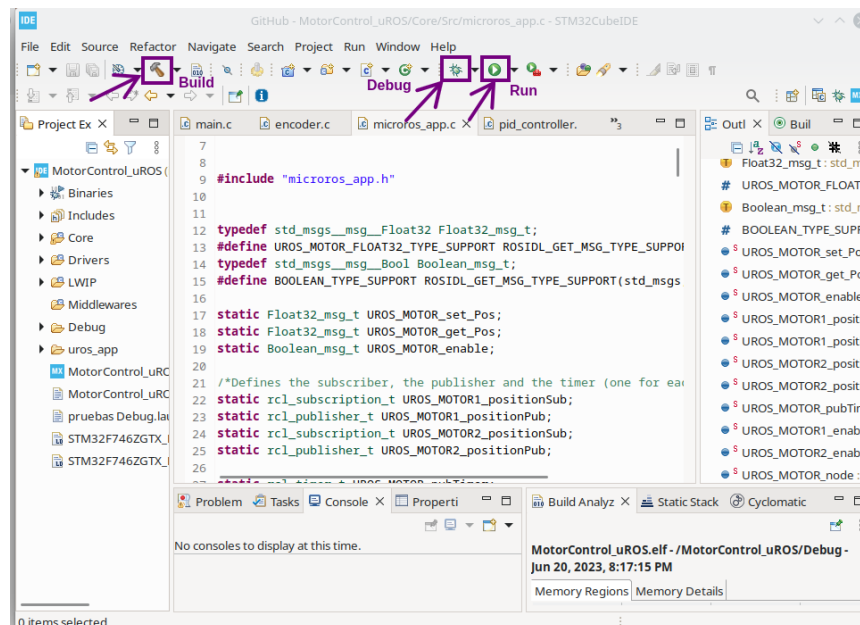 IDE
GitHub - MotorControl_uROS/Core/Src/microros_app.c - STM32CubeIDE
File Edit Source Refactor Navigate Search Project Run Window Help
Build
Debug
Run
Project Ex
main.c
encoder.c
microros_app.c
pid_controller.
»3
Outl
Buil
MotorControl_uROS (
Binaries
Includes
Core
Drivers
LWIP
Middlewares
Debug
uros_app
MX MotorControl_uRO
MotorControl_uRC
pruebas Debug.lau
STM32F746ZGTX_
STM32F746ZGTX_
7
8
9 #include "microros_app.h"
10
11
12 typedef std_msgs__msg__Float32 Float32_msg_t;
13 #define UROS_MOTOR_FLOAT32_TYPE_SUPPORT ROSIDL_GET_MSG_TYPE_SUPPO
14 typedef std_msgs__msg__Bool Boolean_msg_t;
15 #define BOOLEAN_TYPE_SUPPORT ROSIDL_GET_MSG_TYPE_SUPPORT(std_msgs
16
17 static Float32_msg_t UROS_MOTOR_set_Pos;
18 static Float32_msg_t UROS_MOTOR_get_Pos;
19 static Boolean_msg_t UROS_MOTOR_enable;
20
21 /*Defines the subscriber, the publisher and the timer (one for ea
22 static rcl_subscription_t UROS_MOTOR1_positionSub;
23 static rcl_publisher_t UROS_MOTOR1_positionPub;
24 static rcl_subscription_t UROS_MOTOR2_positionSub;
25 static rcl_publisher_t UROS_MOTOR2_positionPub;
26
Float32_msg_t : std_m
# UROS_MOTOR_FLOAT
Boolean_msg_t : std_r
# BOOLEAN_TYPE_SUPP
S UROS_MOTOR_set_Po
S UROS_MOTOR_get_Po
S UROS_MOTOR_enable
S UROS_MOTOR1_posit
S UROS_MOTOR1_posit
S UROS_MOTOR2_posit
S UROS_MOTOR2_posit
S UROS_MOTOR_pubTir
S UROS_MOTOR1_enab
S UROS_MOTOR2_enab
S UROS_MOTOR_node :
Problem
Tasks
Console
Properti
No consoles to display at this time.
Build Analyz
Static Stack
Cyclomatic
MotorControl_uROS.elf - /MotorControl_uROS/Debug -
Jun 20, 2023, 8:17:15 PM
Memory Regions
Memory Details
0 items selected